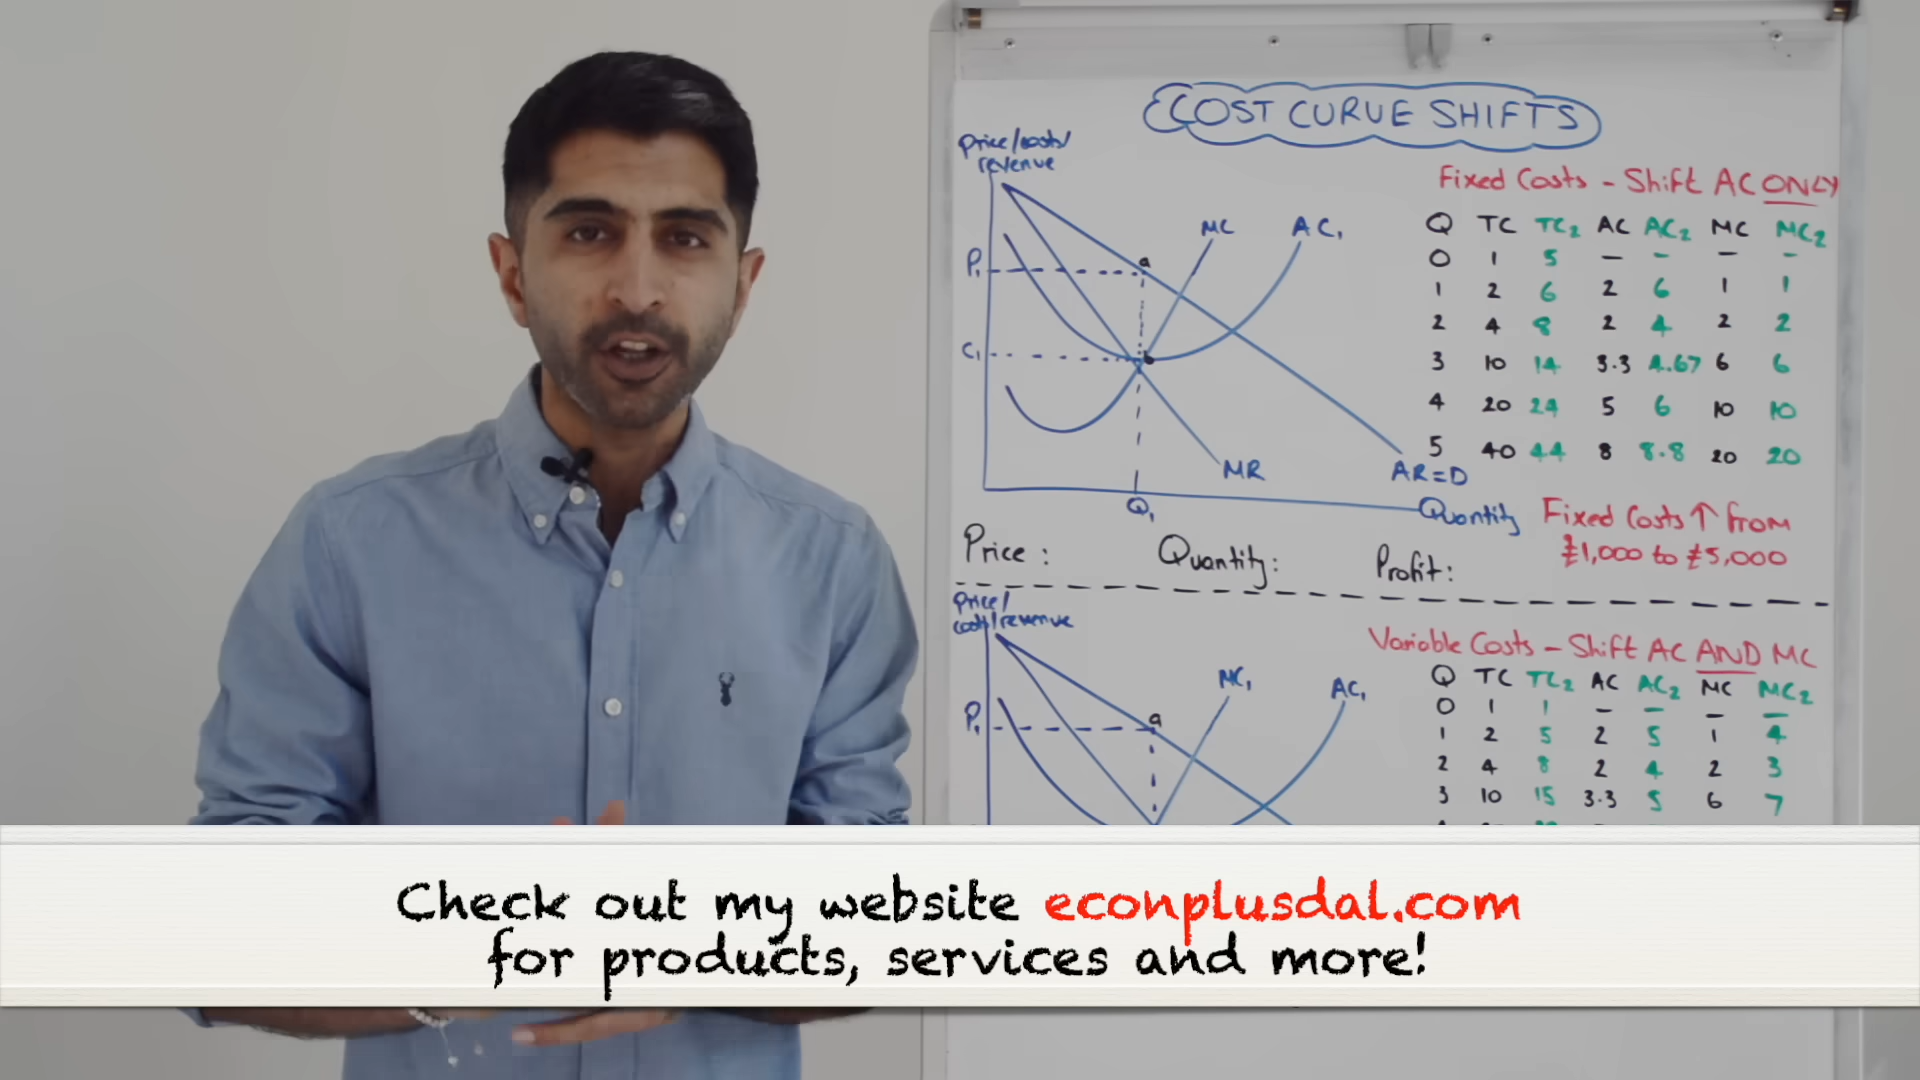 COST CURVE SHIFTS
Price/costs/
revenue
Fixed Costs - Shift AC ONLY
Q TC TC₂ AC AC₂ MC MC₂
0 1 5 - - - -
1 2 6 2 6 1 1
2 4 8 2 4 2 2
3 10 14 3.3 4.67 6 6
4 20 24 5 6 10 10
5 40 44 8 8.8 20 20
MC
AC₁
P₁
a
C₁
b
MR
AR=D
Q₁
Quantity
Fixed Costs ↑ from
£1,000 to £5,000
Price :
Quantity:
Profit:
Price/
costs/revenue
Variable Costs - Shift AC AND MC
Q TC TC₂ AC AC₂ MC MC₂
0 1 1 - - - -
1 2 5 2 5 1 4
2 4 8 2 4 2 3
3 10 15 3.3 5 6 7
MC₁
AC₁
P₁
a
Check out my website econplusdal.com
for products, services and more!